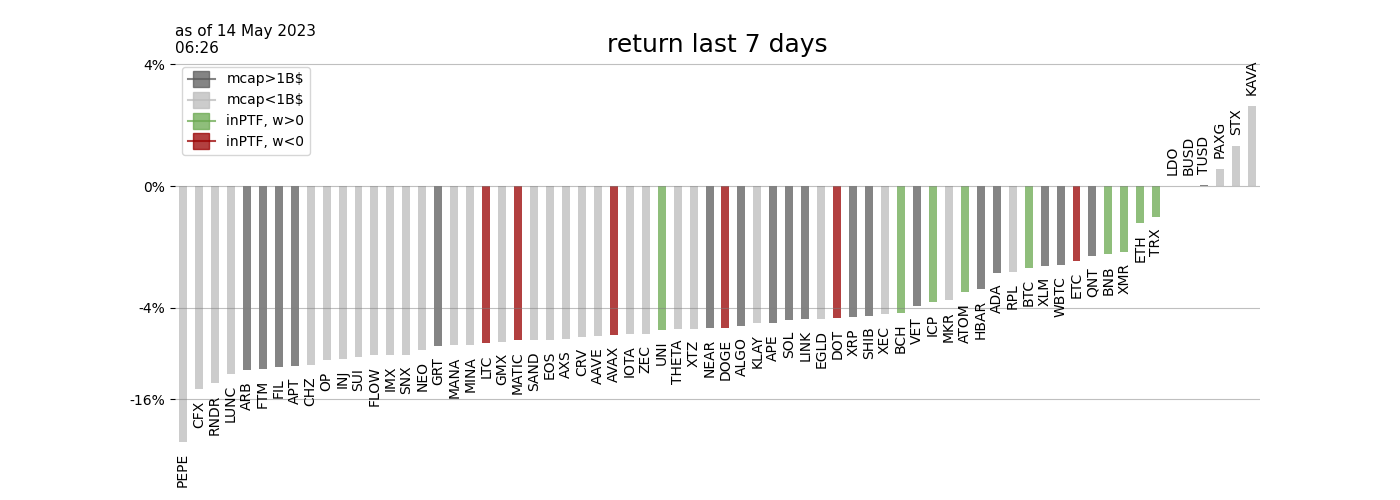 as of 14 May 2023
06:26
return last 7 days
4%
0%
-4%
-16%
mcap>1B$
mcap<1B$
inPTF, w>0
inPTF, w<0
PEPE
CFX
RNDR
LUNC
ARB
FTM
FIL
APT
CHZ
OP
INJ
SUI
FLOW
IMX
SNX
NEO
GRT
MANA
MINA
LTC
GMX
MATIC
SAND
EOS
AXS
CRV
AAVE
AVAX
IOTA
ZEC
UNI
THETA
XTZ
NEAR
DOGE
ALGO
KLAY
APE
SOL
LINK
EGLD
DOT
XRP
SHIB
XEC
BCH
VET
ICP
MKR
ATOM
HBAR
ADA
RPL
BTC
XLM
WBTC
ETC
QNT
BNB
XMR
ETH
TRX
LDO
BUSD
TUSD
PAXG
STX
KAVA